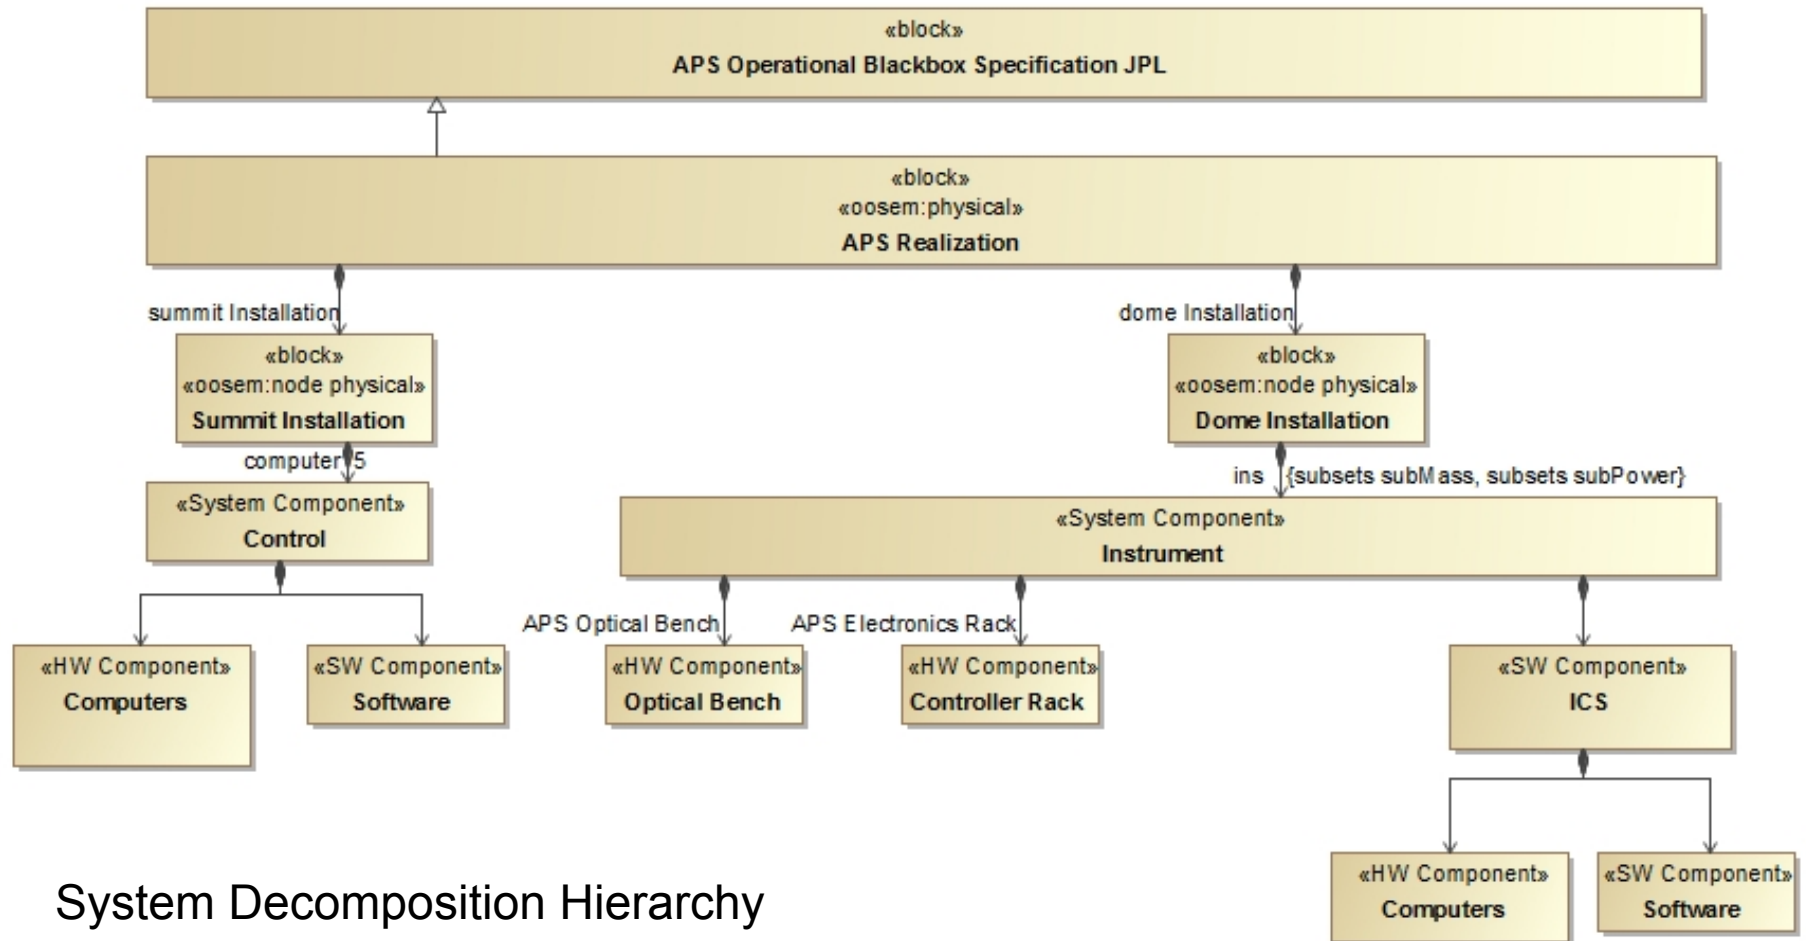 «block»
APS Operational Blackbox Specification JPL
«block»
«oosem:physical»
APS Realization
summit Installation
dome Installation
«block»
«oosem:node physical»
Summit Installation
«block»
«oosem:node physical»
Dome Installation
computer 5
ins {subsets subMass, subsets subPower}
«System Component»
Control
«System Component»
Instrument
APS Optical Bench
APS Electronics Rack
«HW Component»
Computers
«SW Component»
Software
«HW Component»
Optical Bench
«HW Component»
Controller Rack
«SW Component»
ICS
«HW Component»
Computers
«SW Component»
Software
System Decomposition Hierarchy